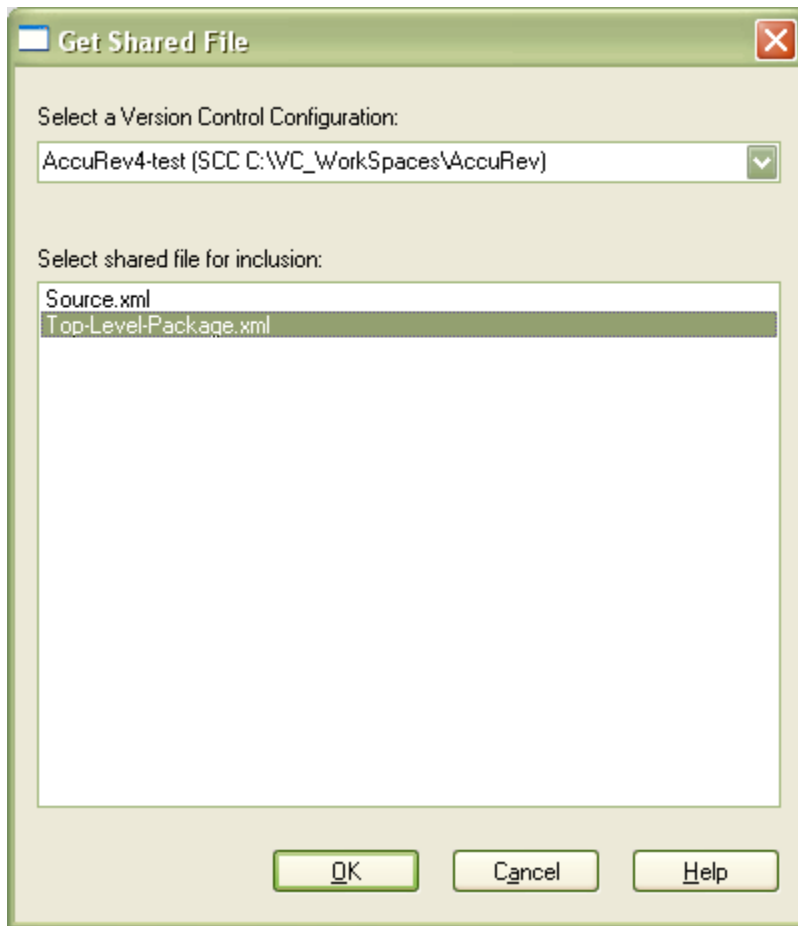 Get Shared File
Select a Version Control Configuration:
AccuRev4-test (SCC C:\VC_WorkSpaces\AccuRev)
Select shared file for inclusion:
Source.xml
Top-Level-Package.xml
OK Cancel Help